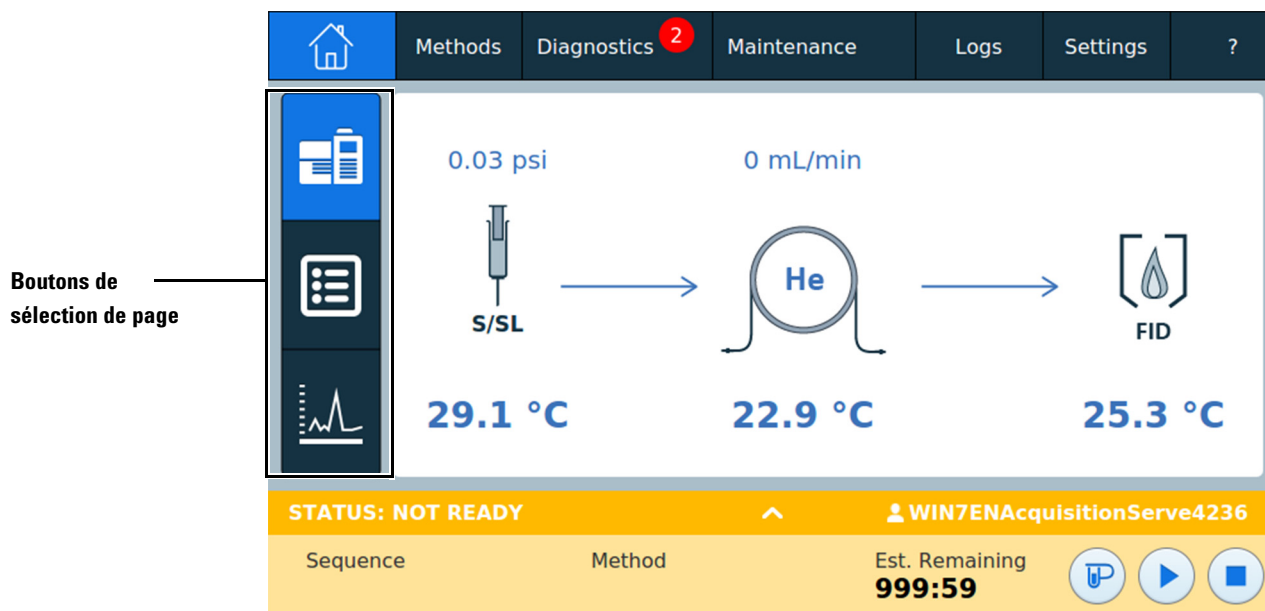 Methods
Diagnostics
2
Maintenance
Logs
Settings
?
0.03 psi
0 mL/min
He
S/SL
FID
29.1 °C
22.9 °C
25.3 °C
Boutons de
sélection de page
STATUS: NOT READY
WIN7ENAcquisitionServe4236
Sequence
Method
Est. Remaining
999:59